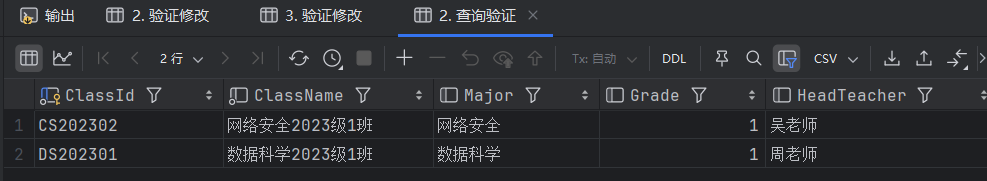 输出 2. 验证修改 3. 验证修改 2. 查询验证
2 行 Tx: 自动 DDL CSV
ClassId ClassName Major Grade HeadTeacher
1 CS202302 网络安全2023级1班 网络安全 1 吴老师
2 DS202301 数据科学2023级1班 数据科学 1 周老师